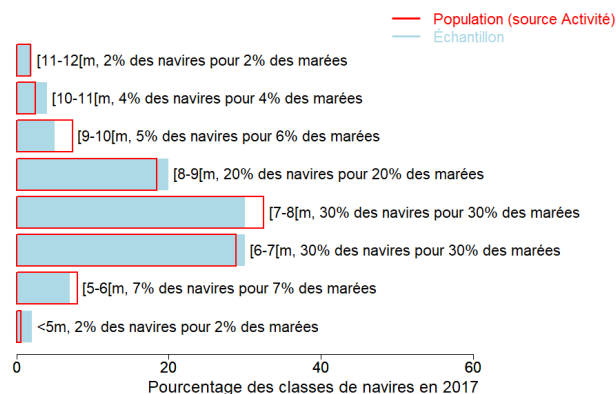 Population (source Activité)
Échantillon
[11-12[m, 2% des navires pour 2% des marées
[10-11[m, 4% des navires pour 4% des marées
[9-10[m, 5% des navires pour 6% des marées
[8-9[m, 20% des navires pour 20% des marées
[7-8[m, 30% des navires pour 30% des marées
[6-7[m, 30% des navires pour 30% des marées
[5-6[m, 7% des navires pour 7% des marées
<5m, 2% des navires pour 2% des marées
0 20 40 60
Pourcentage des classes de navires en 2017